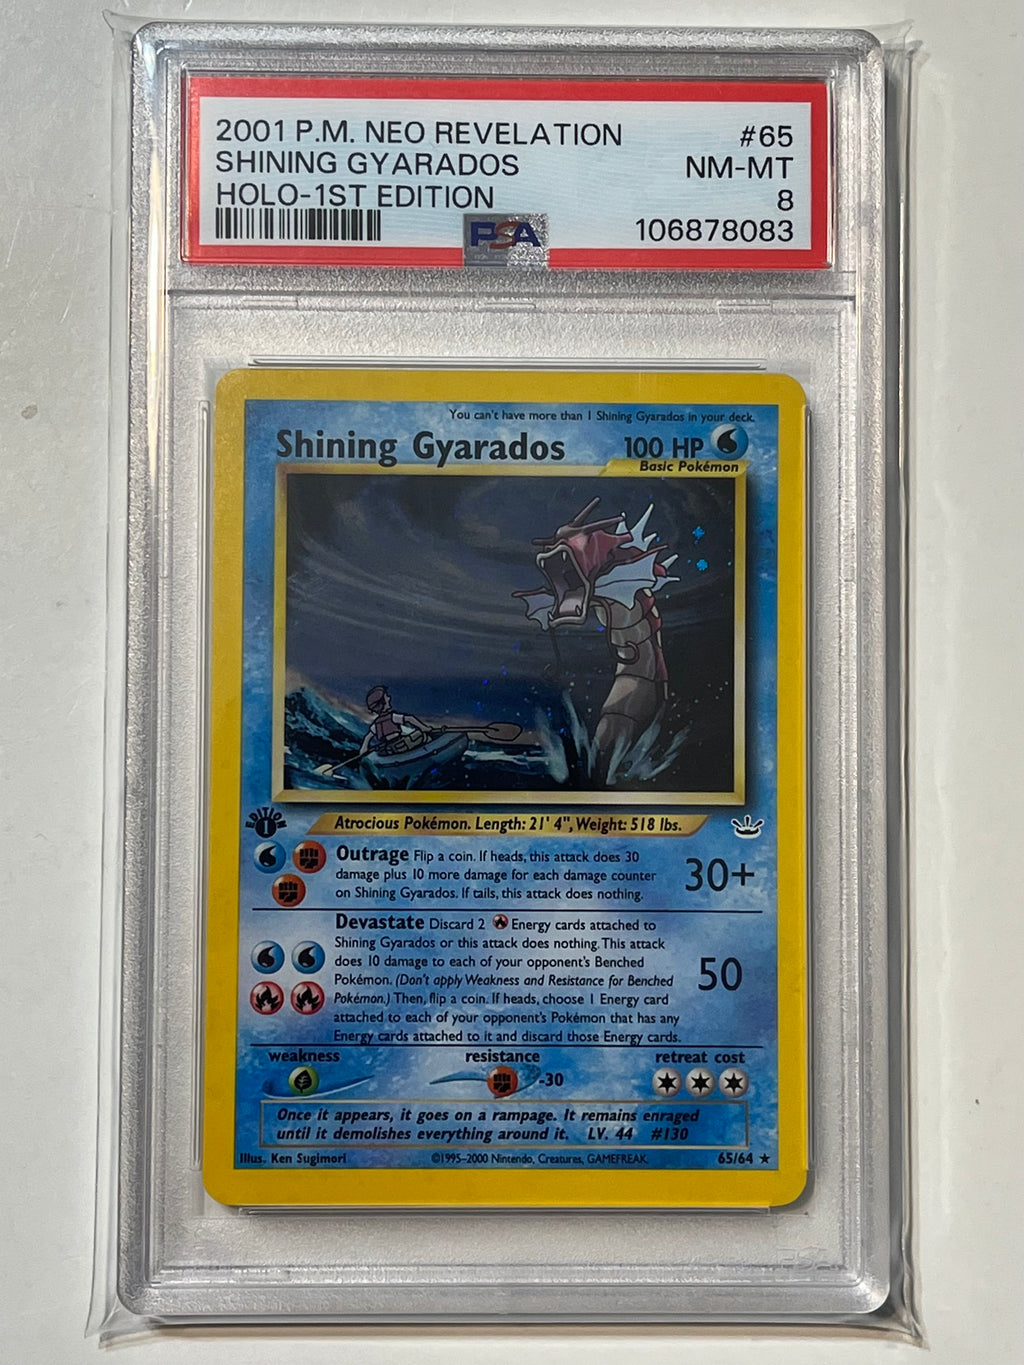 2001 P.M. NEO REVELATION #65
SHINING GYARADOS NM-MT
HOLO-1ST EDITION 8
PSA 106878083
You can't have more than 1 Shining Gyarados in your deck.
Shining Gyarados 100 HP
Basic Pokémon
EDITION
1
Atrocious Pokémon. Length: 21' 4", Weight: 518 lbs.
Outrage Flip a coin. If heads, this attack does 30
damage plus 10 more damage for each damage counter
on Shining Gyarados. If tails, this attack does nothing.
30+
Devastate Discard 2 Energy cards attached to
Shining Gyarados or this attack does nothing. This attack
does 10 damage to each of your opponent's Benched
Pokémon. (Don't apply Weakness and Resistance for Benched
Pokémon.) Then, flip a coin. If heads, choose 1 Energy card
attached to each of your opponent's Pokémon that has any
Energy cards attached to it and discard those Energy cards.
50
weakness resistance retreat cost
-30
Once it appears, it goes on a rampage. It remains enraged
until it demolishes everything around it. LV. 44 #130
Illus. Ken Sugimori ©1995-2000 Nintendo, Creatures, GAMEFREAK. 65/64 ★
PSA